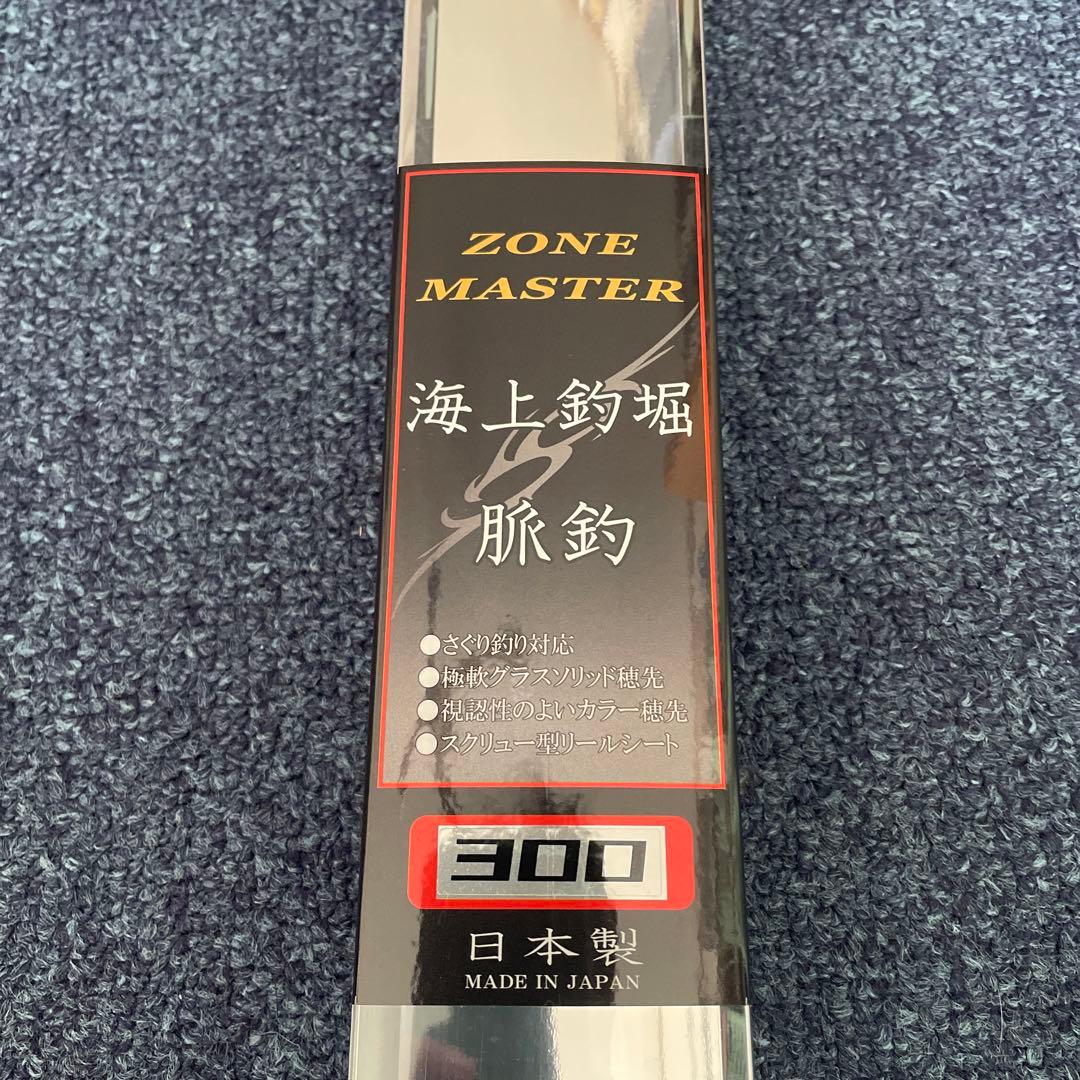 ZONE
MASTER
海上釣堀
脈釣
●さぐり釣り対応
●極軟グラスソリッド穂先
●視認性のよいカラー穂先
●スクリュー型リールシート
300
日本製
MADE IN JAPAN